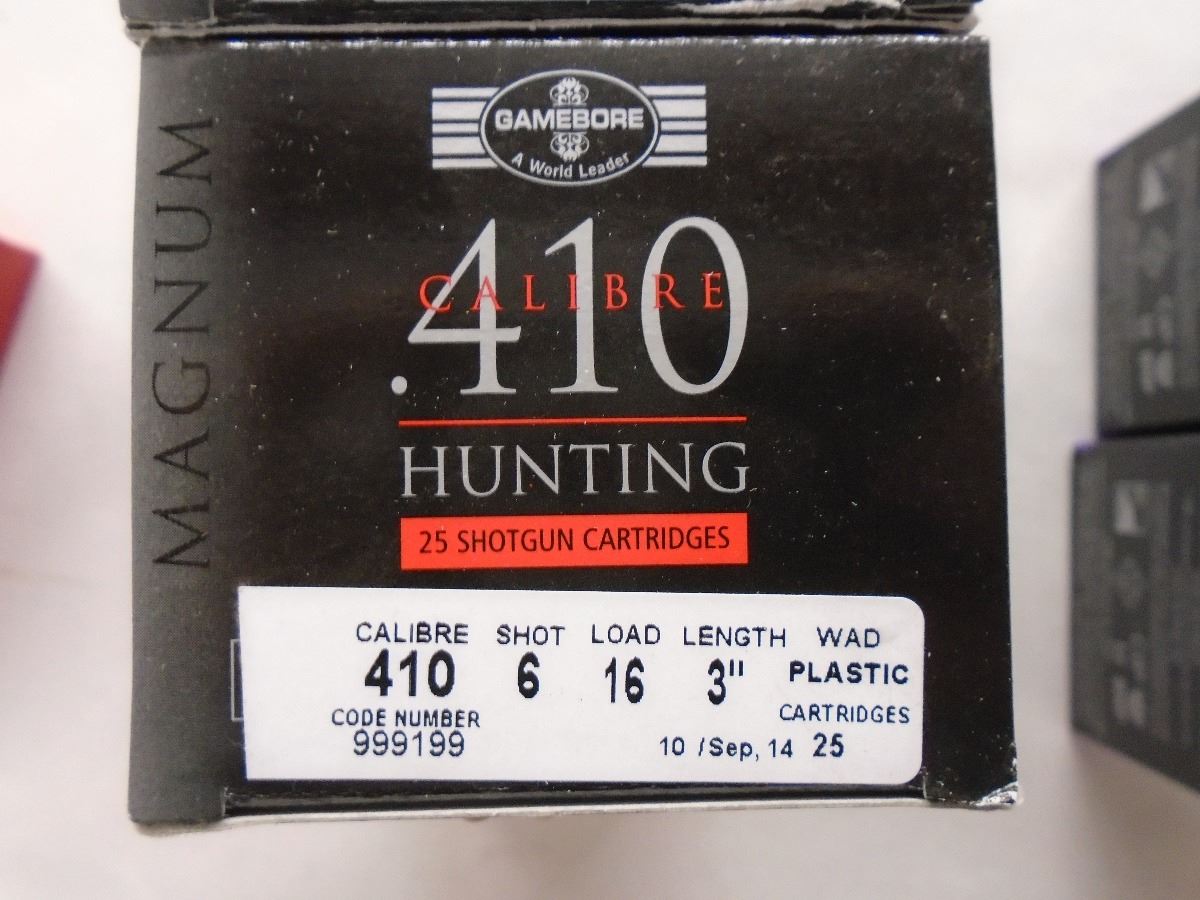 GAMEBORE
A World Leader
MAGNUM
.410
CALIBRE
HUNTING
25 SHOTGUN CARTRIDGES
CALIBRE SHOT LOAD LENGTH WAD
410 6 16 3" PLASTIC
CODE NUMBER CARTRIDGES
999199 10 /Sep, 14 25